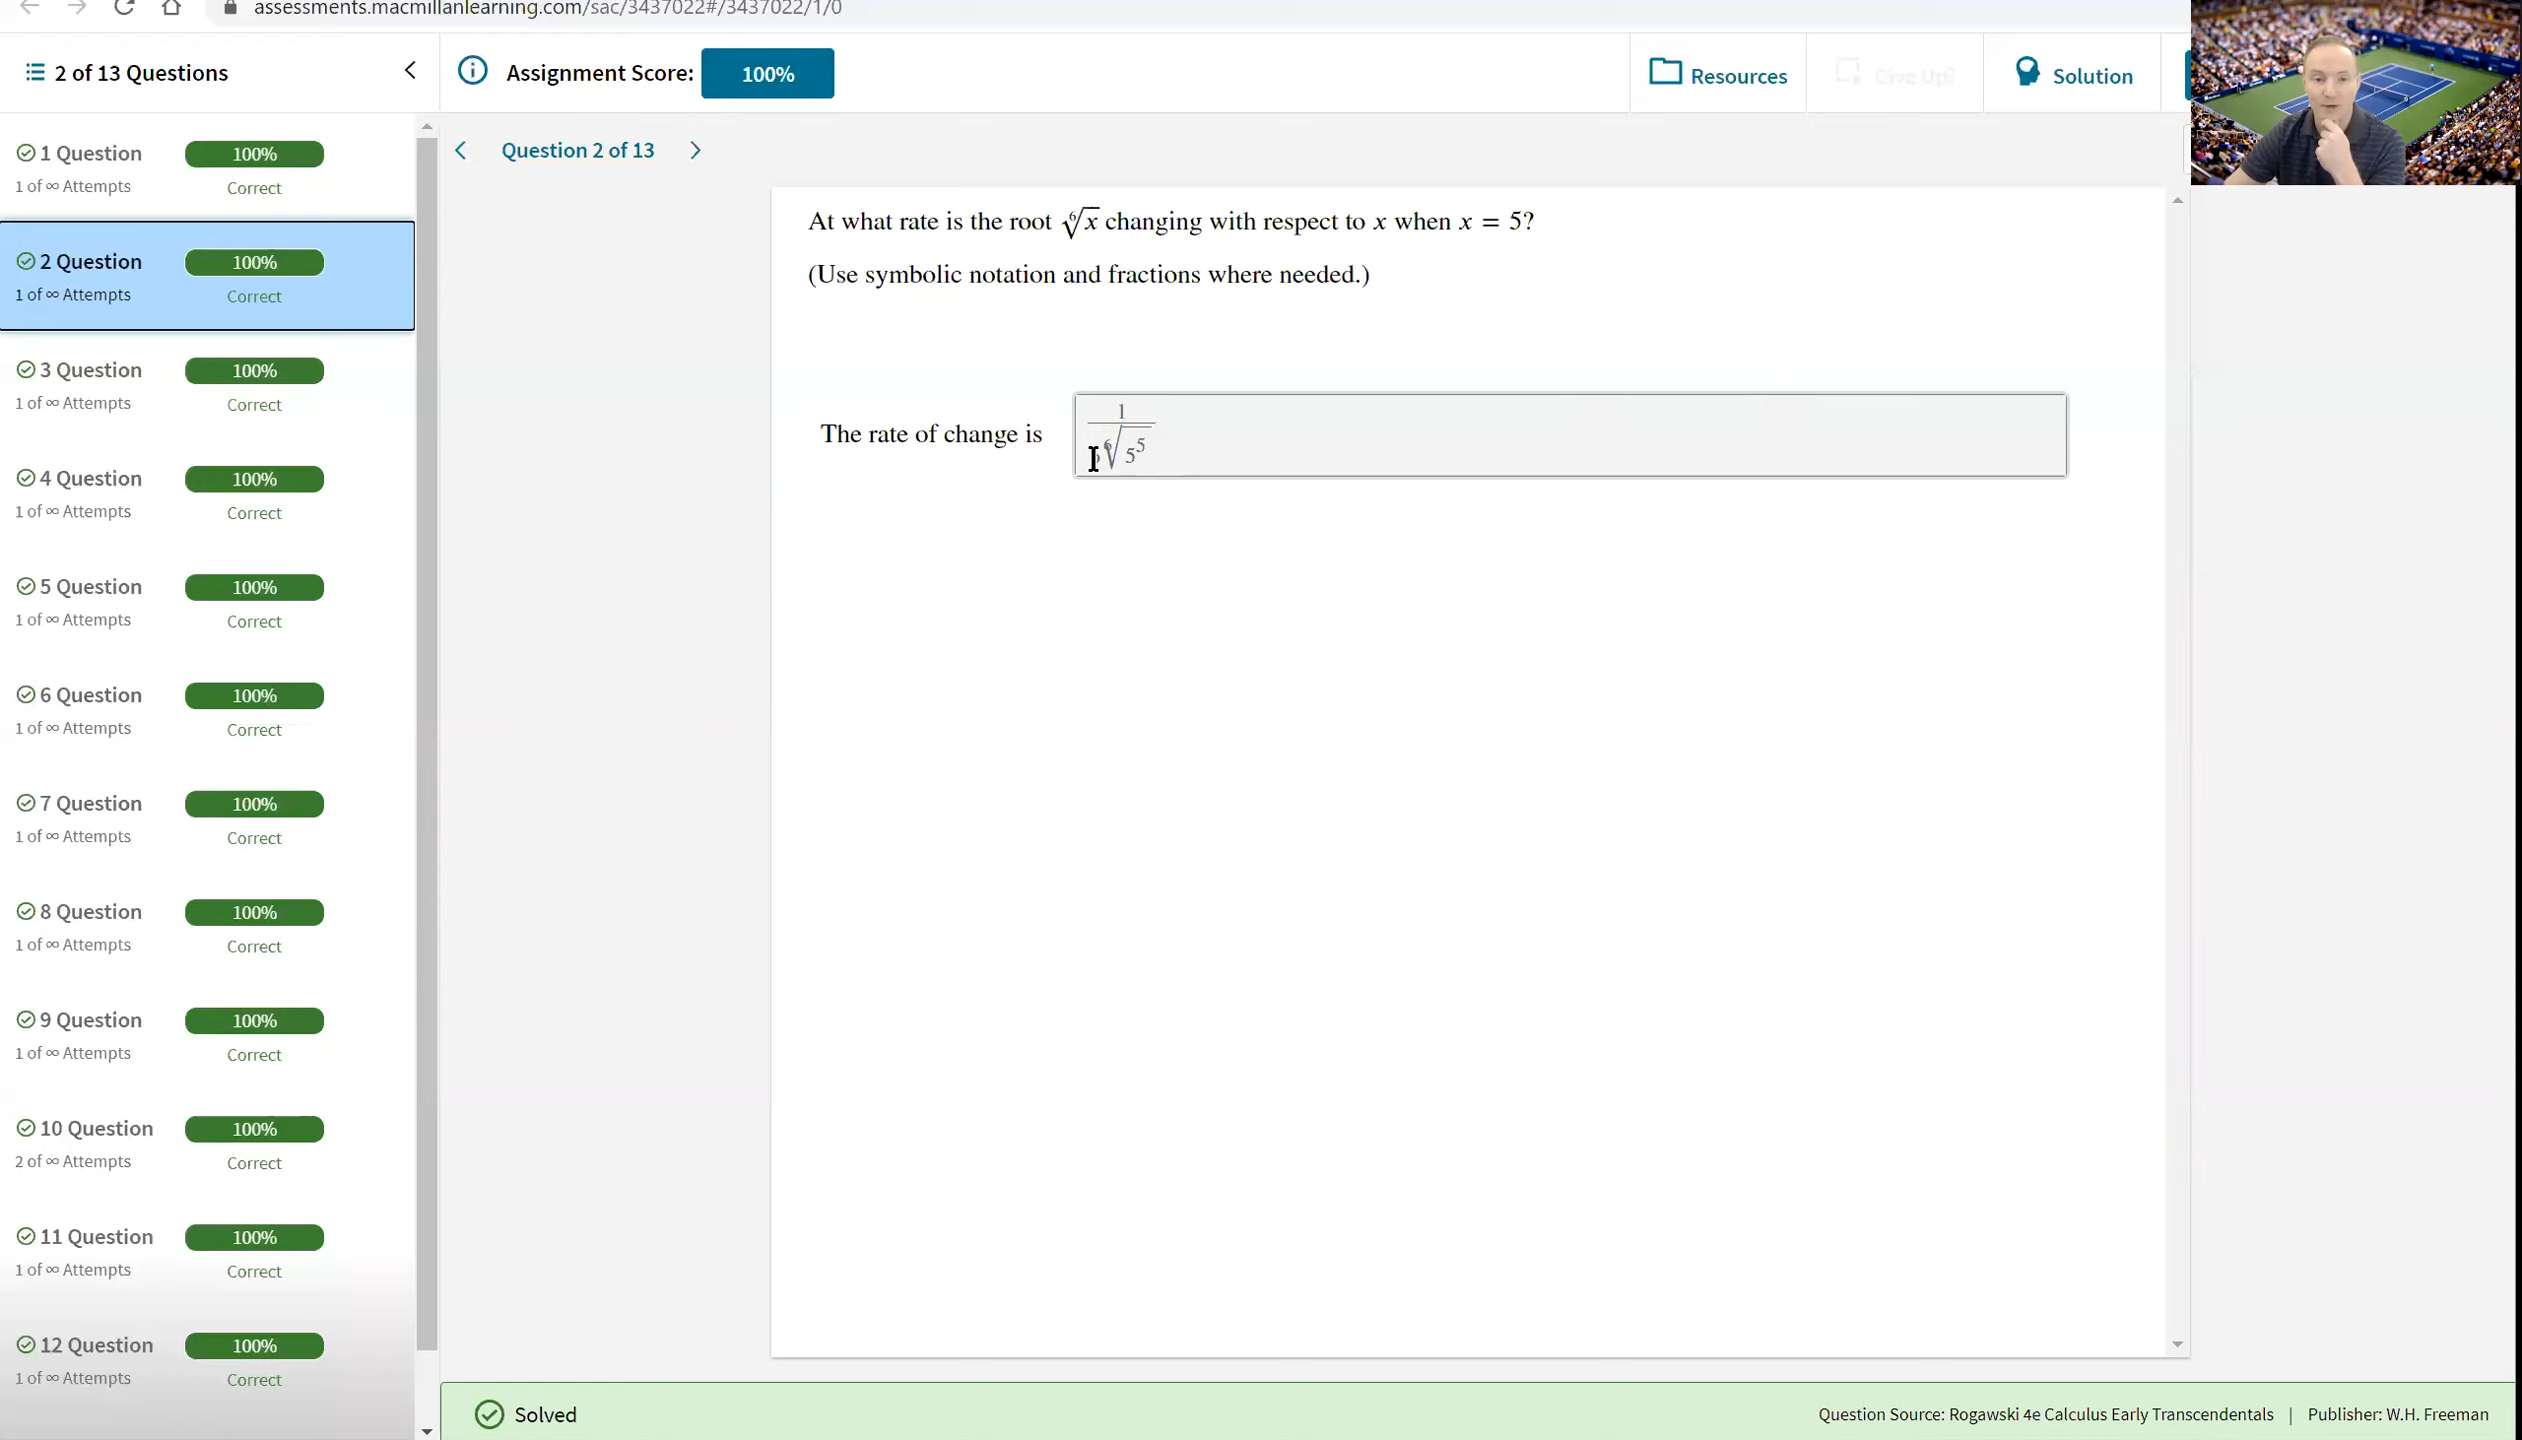 assessments.macmillanlearning.com/sac/3437022#/3437022/1/0
2 of 13 Questions
Assignment Score: 100%
Resources
Give Up?
Solution
1 Question 100%
1 of ∞ Attempts Correct
2 Question 100%
1 of ∞ Attempts Correct
3 Question 100%
1 of ∞ Attempts Correct
4 Question 100%
1 of ∞ Attempts Correct
5 Question 100%
1 of ∞ Attempts Correct
6 Question 100%
1 of ∞ Attempts Correct
7 Question 100%
1 of ∞ Attempts Correct
8 Question 100%
1 of ∞ Attempts Correct
9 Question 100%
1 of ∞ Attempts Correct
10 Question 100%
2 of ∞ Attempts Correct
11 Question 100%
1 of ∞ Attempts Correct
12 Question 100%
1 of ∞ Attempts Correct
Question 2 of 13
At what rate is the root ⁶√x changing with respect to x when x = 5?
(Use symbolic notation and fractions where needed.)
The rate of change is
1
6 ⁶√5⁵
Solved
Question Source: Rogawski 4e Calculus Early Transcendentals | Publisher: W.H. Freeman